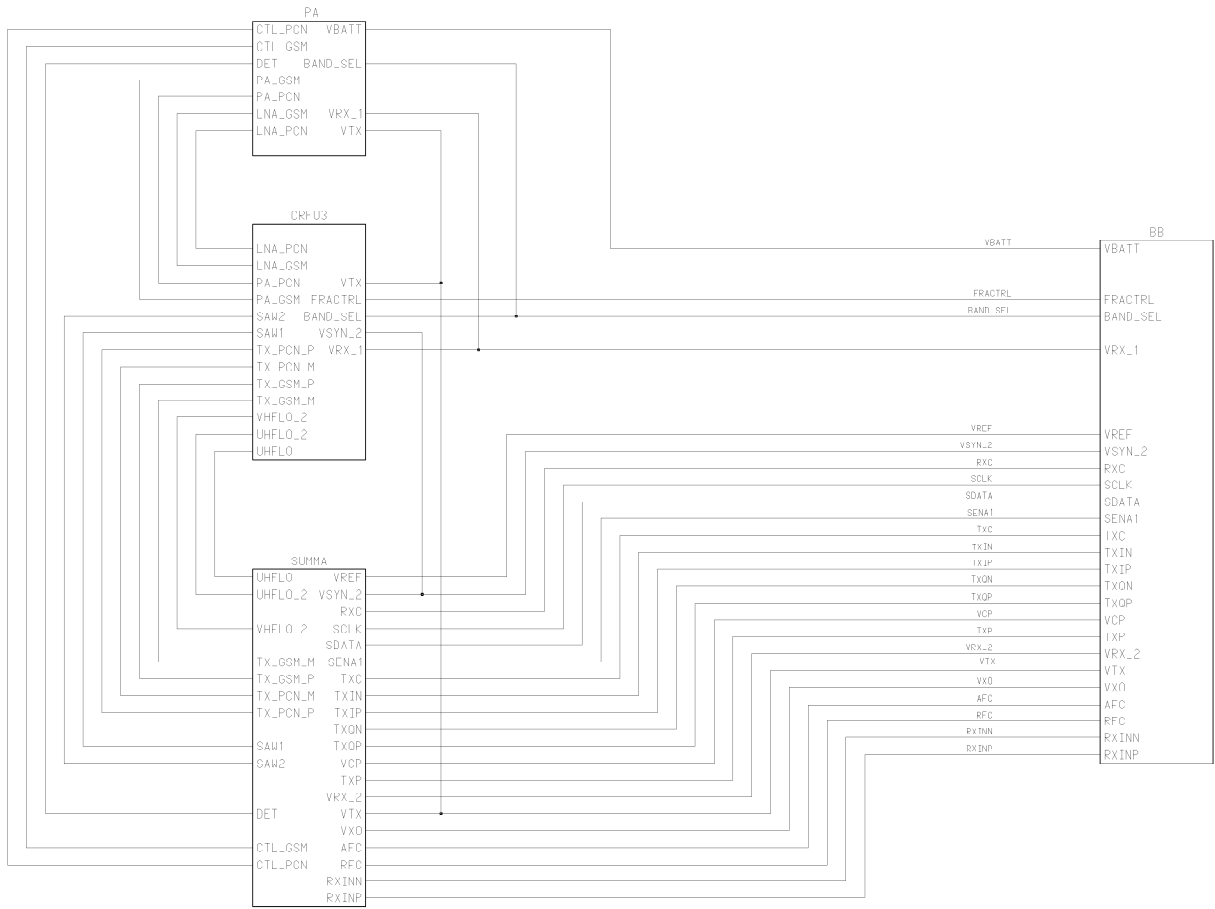 PA
CTL_PCN VBATT
CTL_GSM
DET BAND_SEL
PA_GSM
PA_PCN
LNA_GSM VRX_1
LNA_PCN VTX
CRFU3
LNA_PCN
LNA_GSM
PA_PCN VTX
PA_GSM FRACTRL
SAW2 BAND_SEL
SAW1 VSYN_2
TX_PCN_P VRX_1
TX_PCN_M
TX_GSM_P
TX_GSM_M
VHFLO_2
UHFLO_2
UHFLO
SUMMA
UHFLO VREF
UHFLO_2 VSYN_2
RXC
VHFLO_2 SCLK
SDATA
TX_GSM_M SENA1
TX_GSM_P TXC
TX_PCN_M TXIN
TX_PCN_P TXIP
TXQN
SAW1 TXQP
SAW2 VCP
TXP
VRX_2
DET VTX
VXO
CTL_GSM AFC
CTL_PCN RFC
RXINN
RXINP
VBATT
FRACTRL
BAND_SEL
VREF
VSYN_2
RXC
SCLK
SDATA
SENA1
TXC
TXIN
TXIP
TXQN
TXQP
VCP
TXP
VRX_2
VTX
VXO
AFC
RFC
RXINN
RXINP
BB
VBATT
FRACTRL
BAND_SEL
VRX_1
VREF
VSYN_2
RXC
SCLK
SDATA
SENA1
TXC
TXIN
TXIP
TXQN
TXQP
VCP
TXP
VRX_2
VTX
VXO
AFC
RFC
RXINN
RXINP